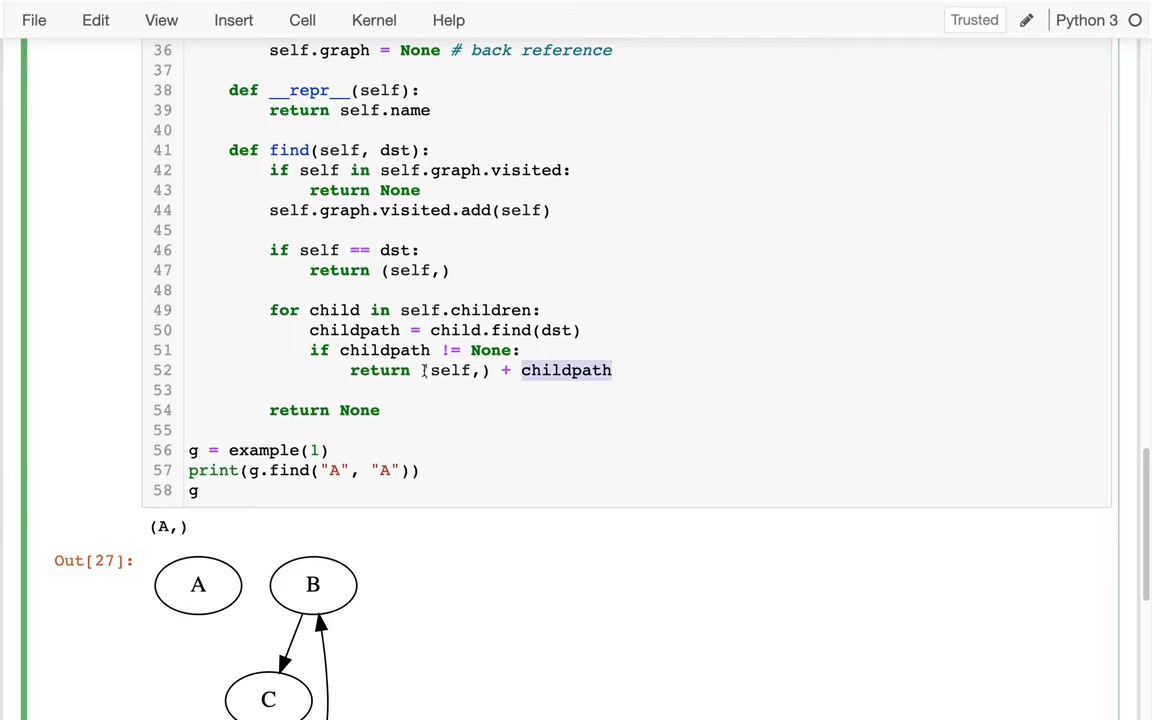 File Edit View Insert Cell Kernel Help Trusted Python 3
36 self.graph = None # back reference
37
38 def __repr__(self):
39 return self.name
40
41 def find(self, dst):
42 if self in self.graph.visited:
43 return None
44 self.graph.visited.add(self)
45
46 if self == dst:
47 return (self,)
48
49 for child in self.children:
50 childpath = child.find(dst)
51 if childpath != None:
52 return (self,) + childpath
53
54 return None
55
56 g = example(1)
57 print(g.find("A", "A"))
58 g
(A,)
Out[27]:
A B
C